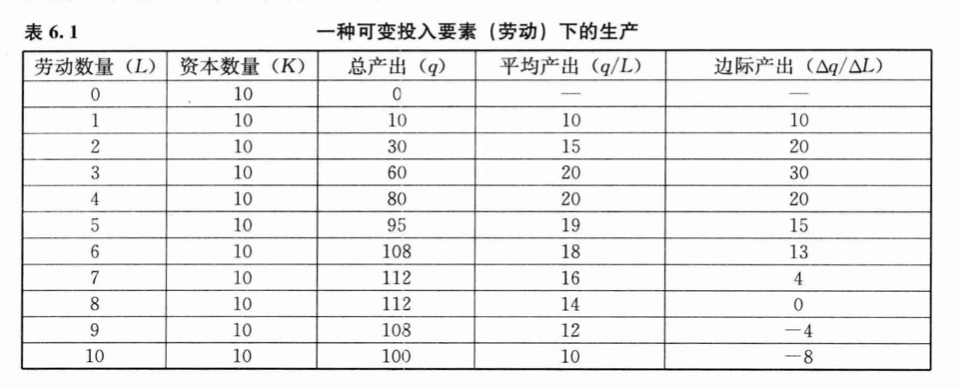 表 6.1 一种可变投入要素（劳动）下的生产
劳动数量（L） 资本数量（K） 总产出（q） 平均产出（q/L） 边际产出（Δq/ΔL）
0 10 0 — —
1 10 10 10 10
2 10 30 15 20
3 10 60 20 30
4 10 80 20 20
5 10 95 19 15
6 10 108 18 13
7 10 112 16 4
8 10 112 14 0
9 10 108 12 —4
10 10 100 10 —8